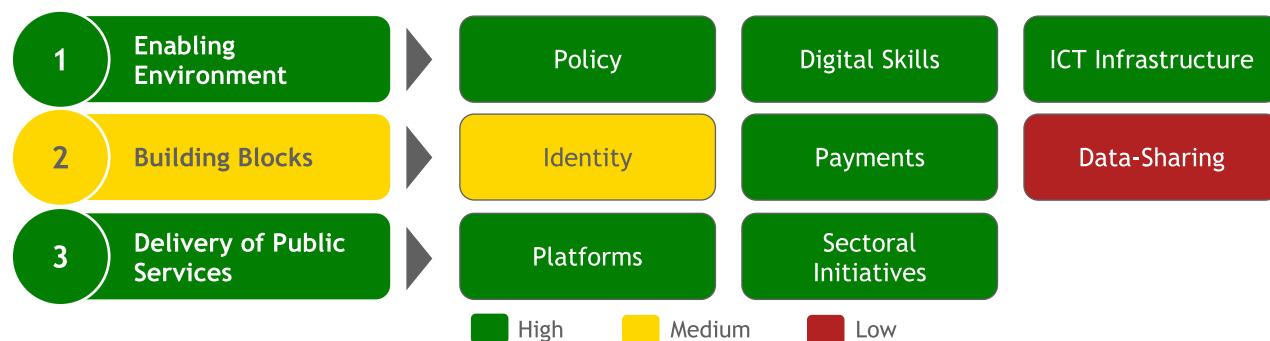 1
Enabling
Environment
Policy
Digital Skills
ICT Infrastructure
2
Building Blocks
Identity
Payments
Data-Sharing
3
Delivery of Public
Services
Platforms
Sectoral
Initiatives
High
Medium
Low